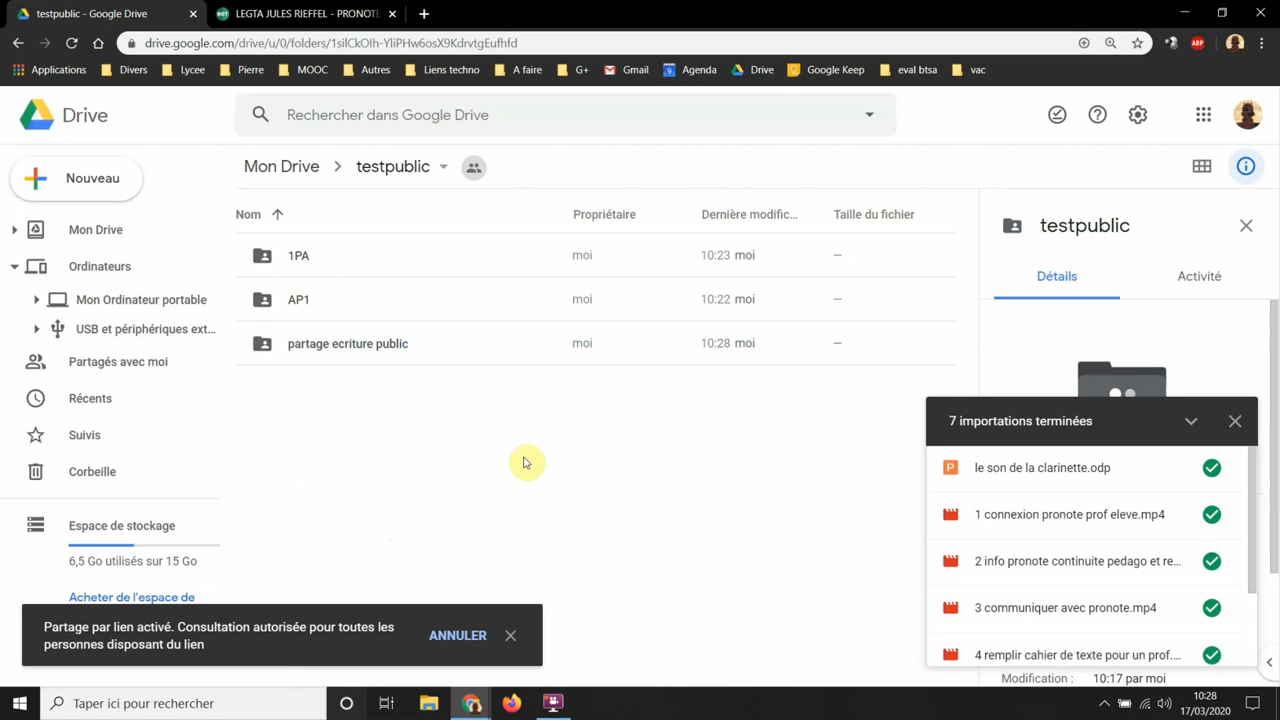 testpublic - Google Drive
LEGTA JULES RIEFFEL - PRONOTE
drive.google.com/drive/u/0/folders/1silCkOIh-YliPHw6osX9KdrvtgEufhfd
ABP
Applications Divers Lycee Pierre MOOC Autres Liens techno A faire G+ Gmail 9 Agenda Drive Google Keep eval btsa vac
Drive
Rechercher dans Google Drive
Nouveau
Mon Drive
Ordinateurs
Mon Ordinateur portable
USB et périphériques ext...
Partagés avec moi
Récents
Suivis
Corbeille
Espace de stockage
6,5 Go utilisés sur 15 Go
Acheter de l'espace de
Mon Drive > testpublic
Nom Propriétaire Dernière modific... Taille du fichier
1PA moi 10:23 moi –
AP1 moi 10:22 moi –
partage ecriture public moi 10:28 moi –
testpublic
Détails Activité
7 importations terminées
P le son de la clarinette.odp
1 connexion pronote prof eleve.mp4
2 info pronote continuite pedago et re...
3 communiquer avec pronote.mp4
4 remplir cahier de texte pour un prof....
Modification : 10:17 par moi
Partage par lien activé. Consultation autorisée pour toutes les
personnes disposant du lien
ANNULER
Taper ici pour rechercher
10:28
17/03/2020